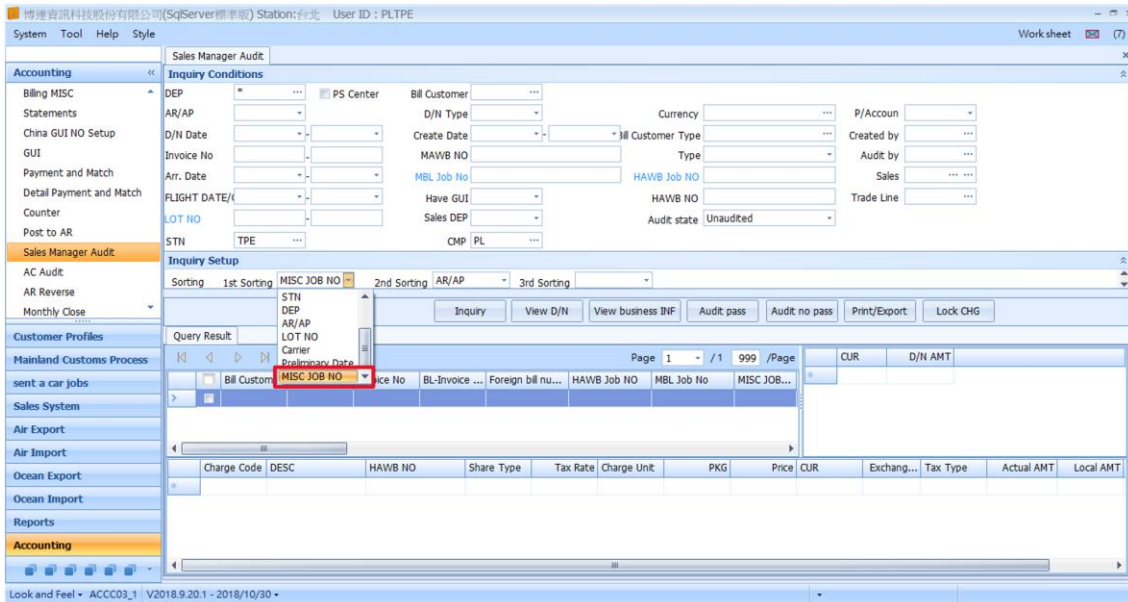 博達資訊科技股份有限公司(SqlServer標準版) Station:台北 User ID : PLTPE
System Tool Help Style Work sheet (7)
Sales Manager Audit
Accounting «
Billing MISC
Statements
China GUI NO Setup
GUI
Payment and Match
Detail Payment and Match
Counter
Post to AR
Sales Manager Audit
AC Audit
AR Reverse
Monthly Close
Customer Profiles
Mainland Customs Process
sent a car jobs
Sales System
Air Export
Air Import
Ocean Export
Ocean Import
Reports
Accounting
Inquiry Conditions
DEP * ... PS Center Bill Customer ...
AR/AP D/N Type Currency ... P/Accoun
D/N Date - Create Date - Bill Customer Type ... Created by ...
Invoice No - MAWB NO Type Audit by ...
Arr. Date - MBL Job No HAWB Job NO Sales ... ...
FLIGHT DATE/( - Have GUI HAWB NO Trade Line ...
LOT NO - Sales DEP Audit state Unaudited
STN TPE ... CMP PL ...
Inquiry Setup
Sorting 1st Sorting MISC JOB NO 2nd Sorting AR/AP 3rd Sorting
STN
DEP
AR/AP
LOT NO
Carrier
Preliminary Date
MISC JOB NO
Inquiry View D/N View business INF Audit pass Audit no pass Print/Export Lock CHG
Query Result
Page 1 / 1 999 /Page
Bill Custom ice No BL-Invoice ... Foreign bill nu... HAWB Job NO MBL Job No MISC JOB...
CUR D/N AMT
Charge Code DESC HAWB NO Share Type Tax Rate Charge Unit PKG Price CUR Exchang... Tax Type Actual AMT Local AMT
Look and Feel ACCC03_1 V2018.9.20.1 - 2018/10/30